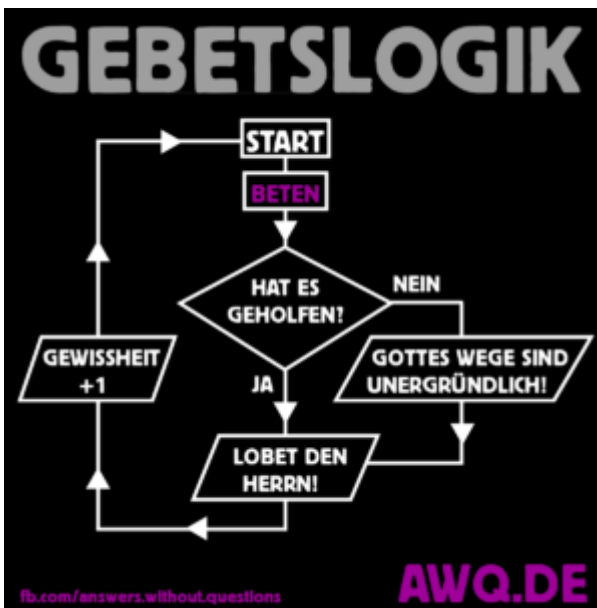 GEBETSLOGIK
START
BETEN
HAT ES
GEHOLFEN?
NEIN
GOTTES WEGE SIND
UNERGRÜNDLICH!
JA
LOBET DEN
HERRN!
GEWISSHEIT
+1
fb.com/answers.without.questions
AWQ.DE